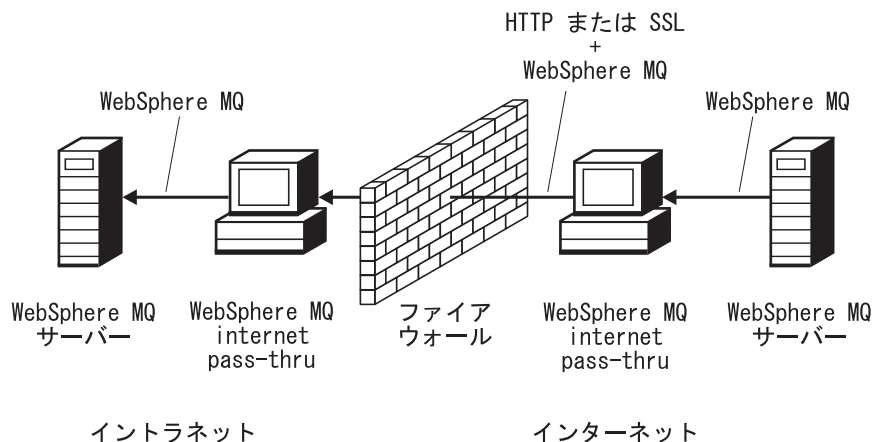 HTTP または SSL
+
WebSphere MQ
WebSphere MQ
WebSphere MQ
WebSphere MQ
サーバー
WebSphere MQ
internet
pass-thru
ファイア
ウォール
WebSphere MQ
internet
pass-thru
WebSphere MQ
サーバー
イントラネット
インターネット